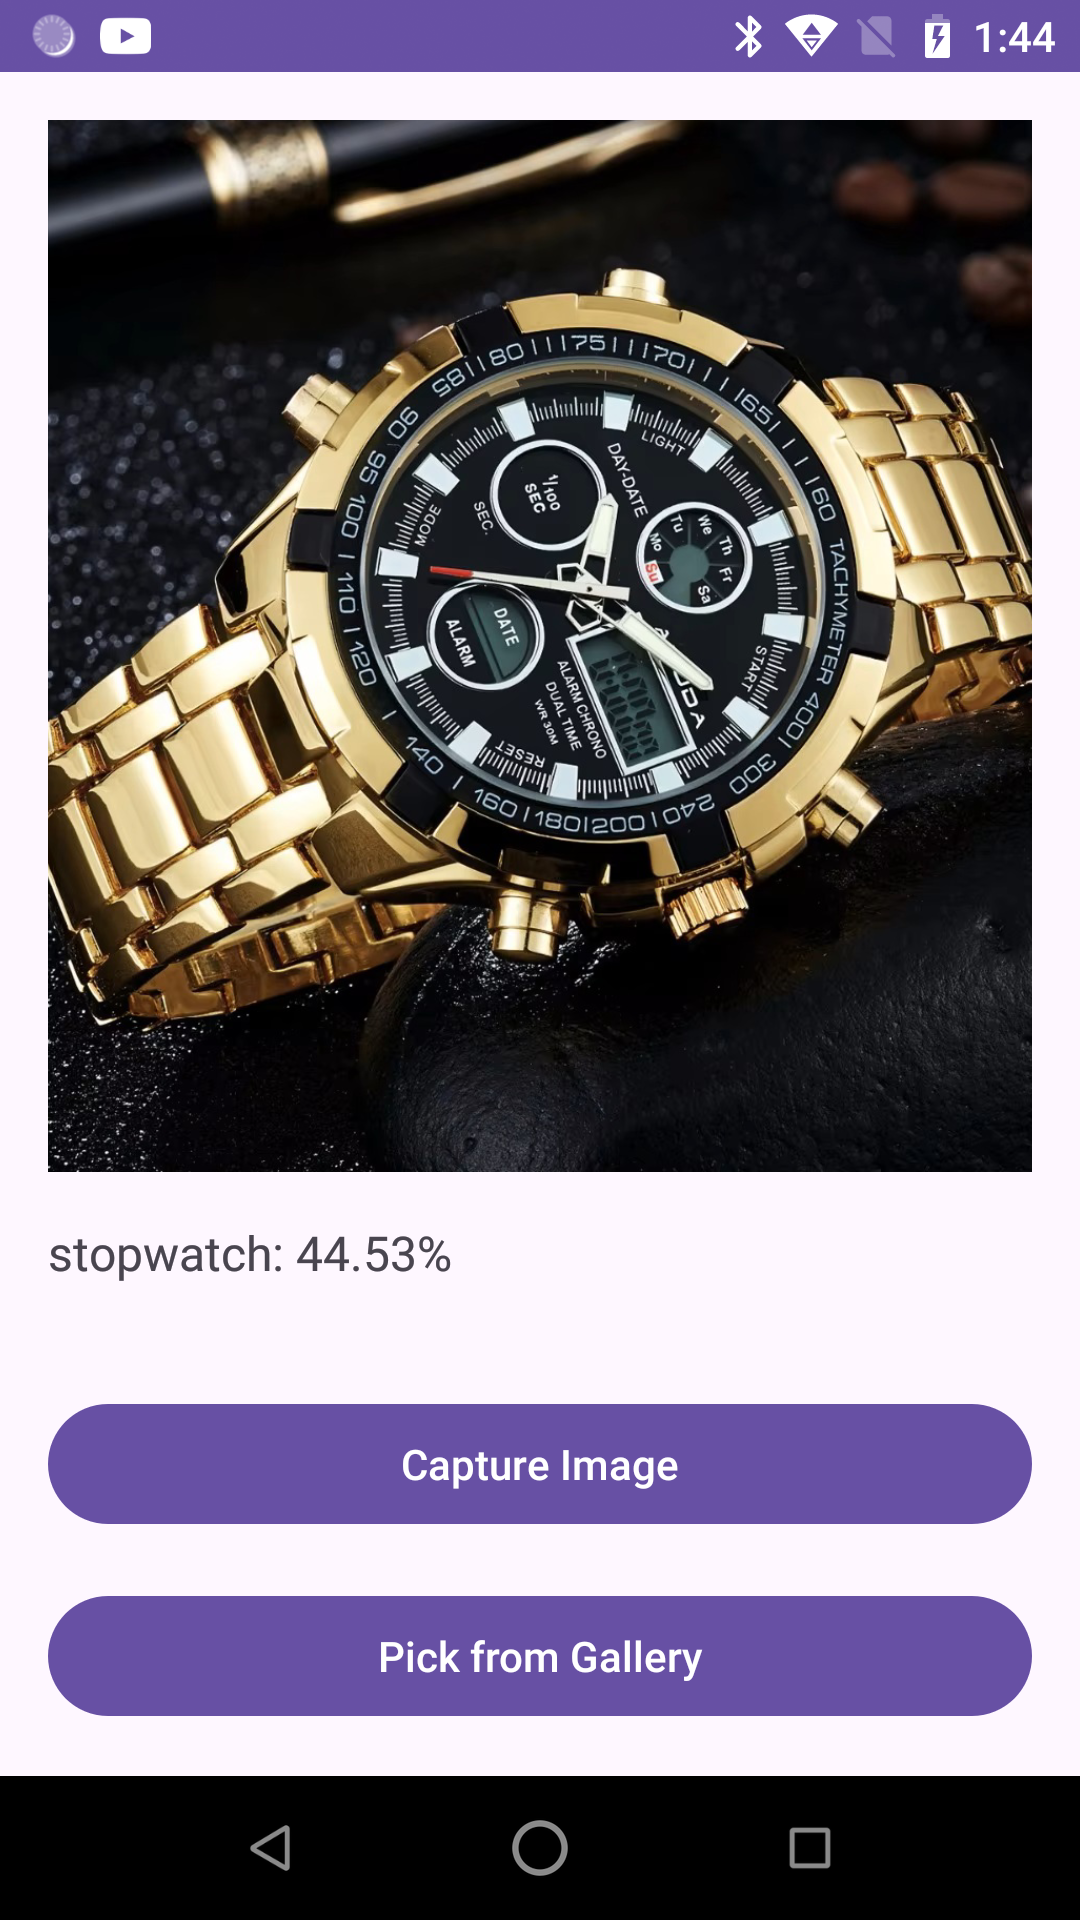 1:44
75
170
165
160
TACHYMETER
400
300
240
200
180
160
140
120
110
100
95
90
85
80
LIGHT
DAY-DATE
1/100
SEC
SEC.
MODE
Tu
We
Th
Fr
Sa
Su
Mo
DATE
ALARM
START
RESET
ALARM CHRONO
DUAL TIME
WR 30M
stopwatch: 44.53%
Capture Image
Pick from Gallery